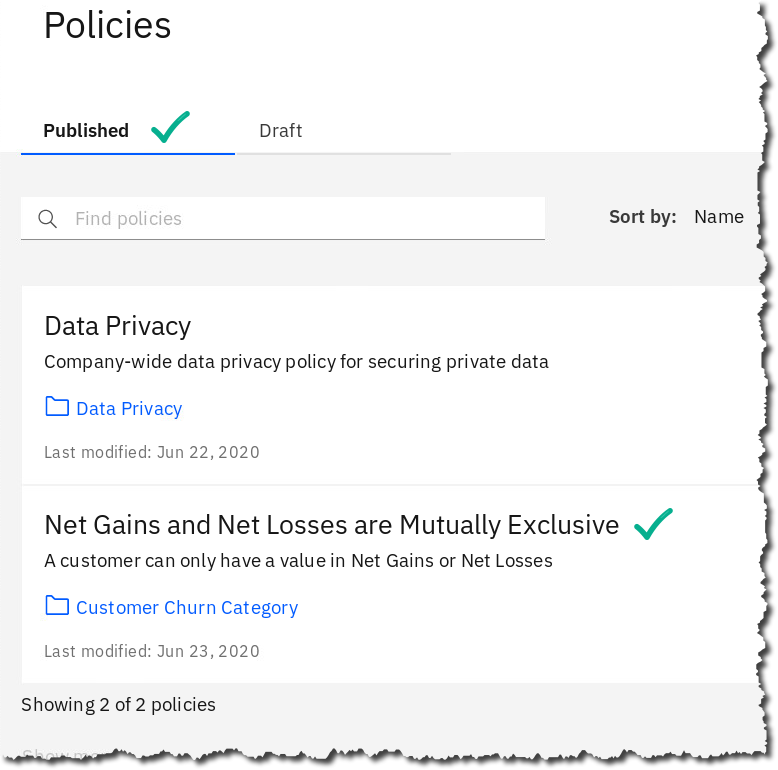 Policies
Published Draft
Find policies Sort by: Name
Data Privacy
Company-wide data privacy policy for securing private data
Data Privacy
Last modified: Jun 22, 2020
Net Gains and Net Losses are Mutually Exclusive
A customer can only have a value in Net Gains or Net Losses
Customer Churn Category
Last modified: Jun 23, 2020
Showing 2 of 2 policies
Show